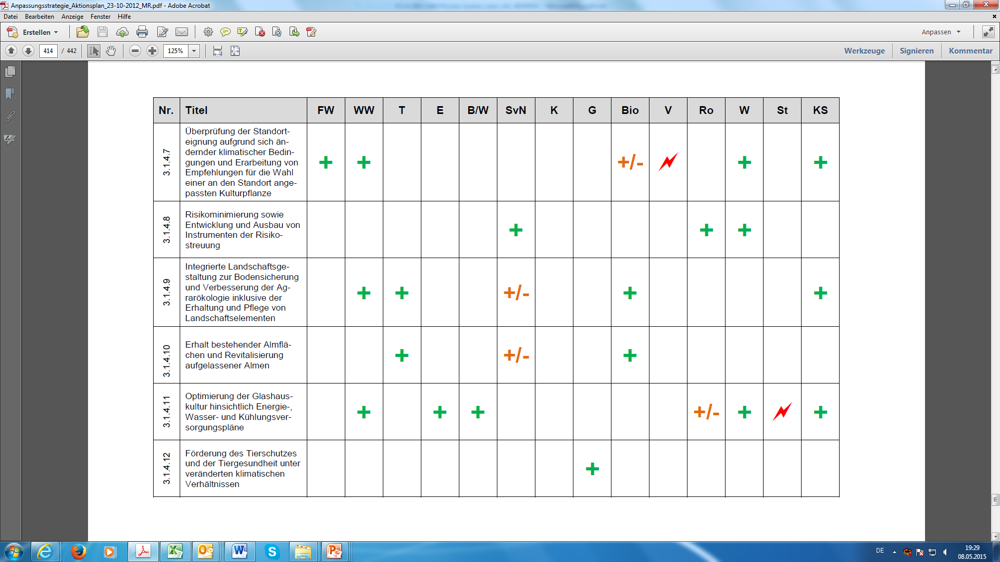 Anpassungsstrategie_Aktionsplan_23-10-2012_MR.pdf - Adobe Acrobat
Datei Bearbeiten Anzeige Fenster Hilfe
Erstellen
Anpassen
414 / 442
125%
Werkzeuge Signieren Kommentar
Nr. Titel FW WW T E B/W SvN K G Bio V Ro W St KS
3.1.4.7
Überprüfung der Standort-
eignung aufgrund sich än-
dernder klimatischer Bedin-
gungen und Erarbeitung von
Empfehlungen für die Wahl
einer an den Standort ange-
passten Kulturpflanze
+ + +/- + +
3.1.4.8
Risikominimierung sowie
Entwicklung und Ausbau von
Instrumenten der Risiko-
streuung
+ + +
3.1.4.9
Integrierte Landschaftsge-
staltung zur Bodensicherung
und Verbesserung der Ag-
rarökologie inklusive der
Erhaltung und Pflege von
Landschaftselementen
+ + +/- + +
3.1.4.10
Erhalt bestehender Almflä-
chen und Revitalisierung
aufgelassener Almen
+ +/- +
3.1.4.11
Optimierung der Glashaus-
kultur hinsichtlich Energie-,
Wasser- und Kühlungsver-
sorgungspläne
+ + + +/- + +
3.1.4.12
Förderung des Tierschutzes
und der Tiergesundheit unter
veränderten klimatischen
Verhältnissen
+
DE
19:29
08.05.2015